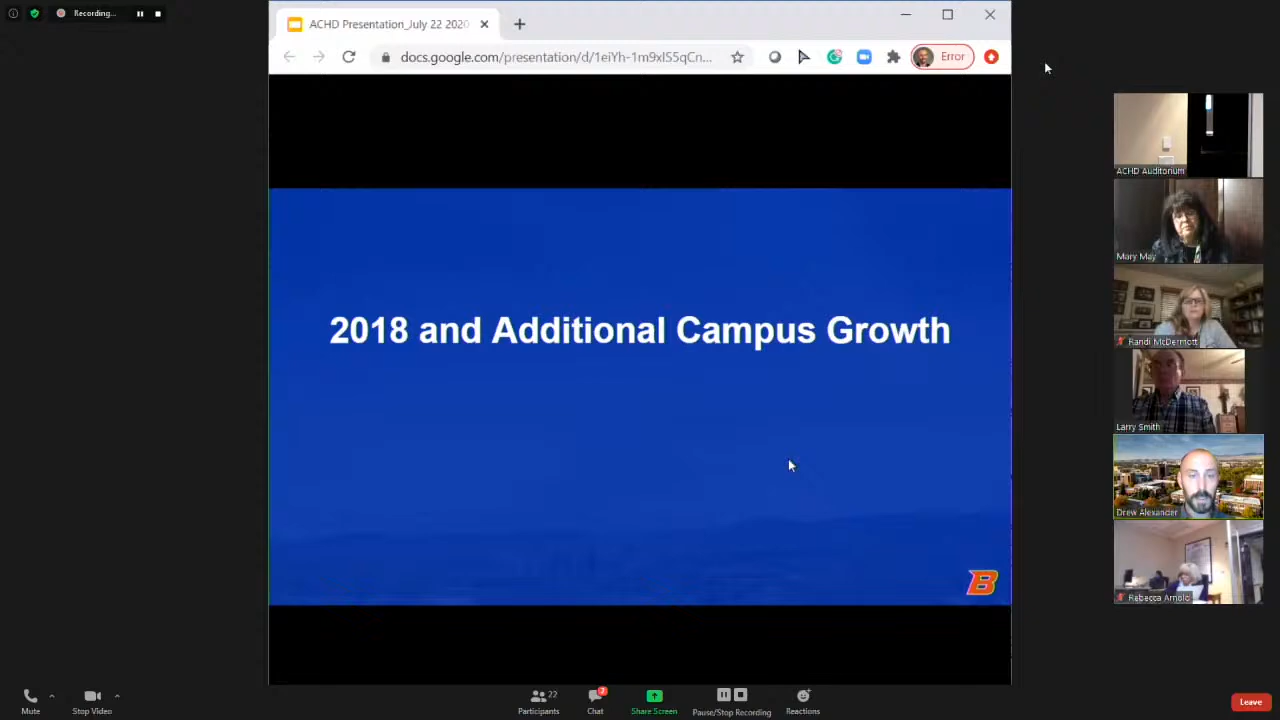 Recording...
ACHD Presentation_July 22 2020
docs.google.com/presentation/d/1eiYh-1m9xIS5qCn...
Error
2018 and Additional Campus Growth
B
ACHD Auditorium
Mary May
Randi McDermott
Larry Smith
Drew Alexander
Rebecca Arnold
Mute
Stop Video
22
Participants
2
Chat
Share Screen
Pause/Stop Recording
Reactions
Leave